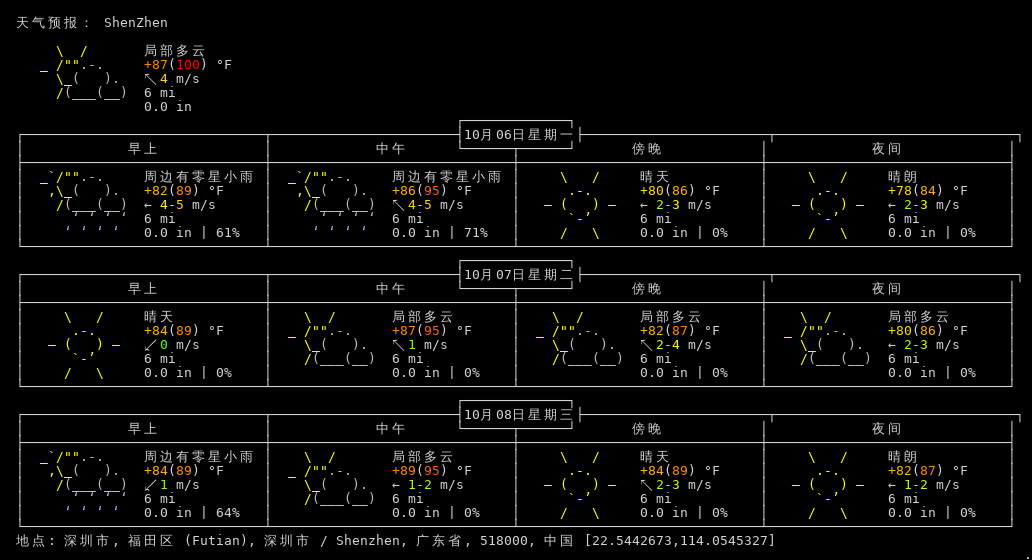 天气预报： ShenZhen
局部多云
+87(100) °F
↖4 m/s
6 mi
0.0 in
10月06日星期一
早上 中午 傍晚 夜间
周边有零星小雨 周边有零星小雨 晴天 晴朗
+82(89) °F +86(95) °F +80(86) °F +78(84) °F
← 4-5 m/s ↖4-5 m/s ← 2-3 m/s ← 2-3 m/s
6 mi 6 mi 6 mi 6 mi
0.0 in | 61% 0.0 in | 71% 0.0 in | 0% 0.0 in | 0%
10月07日星期二
早上 中午 傍晚 夜间
晴天 局部多云 局部多云 局部多云
+84(89) °F +87(95) °F +82(87) °F +80(86) °F
↙0 m/s ↖1 m/s ↖2-4 m/s ← 2-3 m/s
6 mi 6 mi 6 mi 6 mi
0.0 in | 0% 0.0 in | 0% 0.0 in | 0% 0.0 in | 0%
10月08日星期三
早上 中午 傍晚 夜间
周边有零星小雨 局部多云 晴天 晴朗
+84(89) °F +89(95) °F +84(89) °F +82(87) °F
↙1 m/s ← 1-2 m/s ↖2-3 m/s ← 1-2 m/s
6 mi 6 mi 6 mi 6 mi
0.0 in | 64% 0.0 in | 0% 0.0 in | 0% 0.0 in | 0%
地点: 深圳市, 福田区 (Futian), 深圳市 / Shenzhen, 广东省, 518000, 中国 [22.5442673,114.0545327]